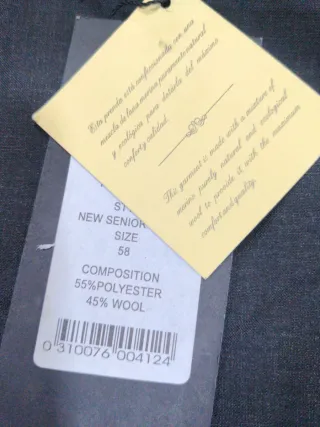 Esta prenda está confeccionada con una
mezcla de lana merina puramente natural
y ecológica para dotarla del máximo
confort y calidad.
The garment is made with a mixture of
merino purely natural and ecological
wool to provide it with the maximum
comfort and quality.
ST
NEW SENIOR
SIZE
58
COMPOSITION
55%POLYESTER
45% WOOL
0 310076 004124